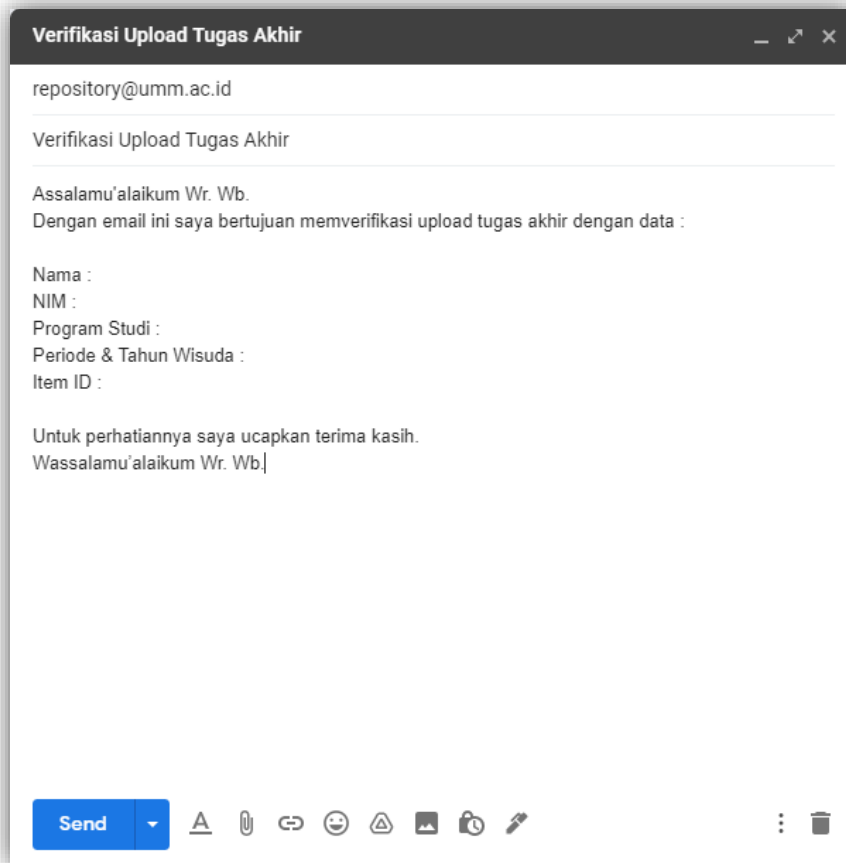 Verifikasi Upload Tugas Akhir
repository@umm.ac.id
Verifikasi Upload Tugas Akhir
Assalamu'alaikum Wr. Wb.
Dengan email ini saya bertujuan memverifikasi upload tugas akhir dengan data :
Nama :
NIM :
Program Studi :
Periode & Tahun Wisuda :
Item ID :
Untuk perhatiannya saya ucapkan terima kasih.
Wassalamu'alaikum Wr. Wb.
Send